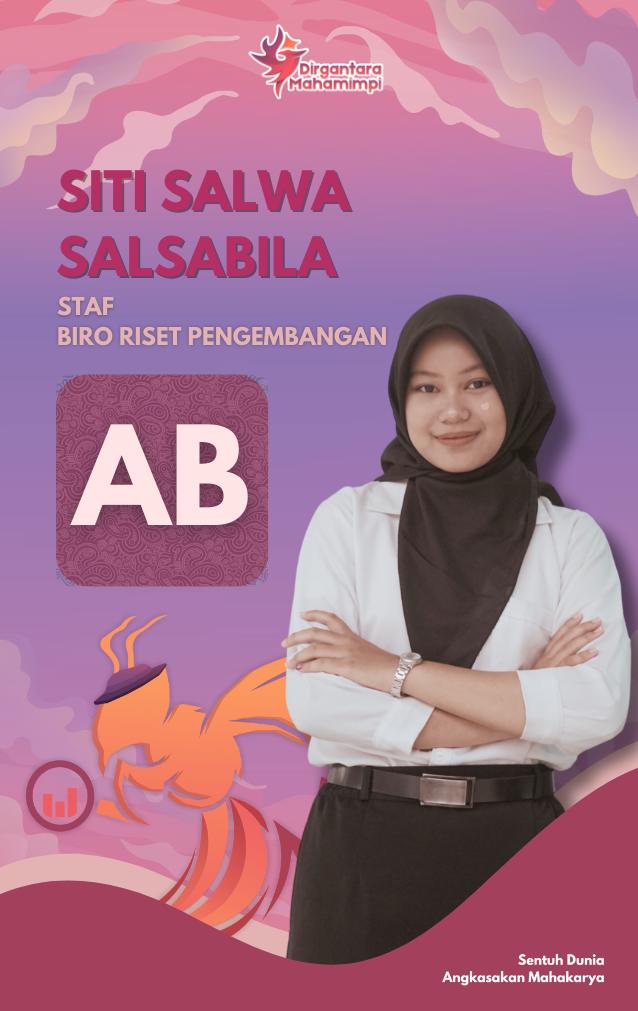 Dirgantara
Mahamimpi
SITI SALWA
SALSABILA
STAF
BIRO RISET PENGEMBANGAN
AB
Sentuh Dunia
Angkasakan Mahakarya